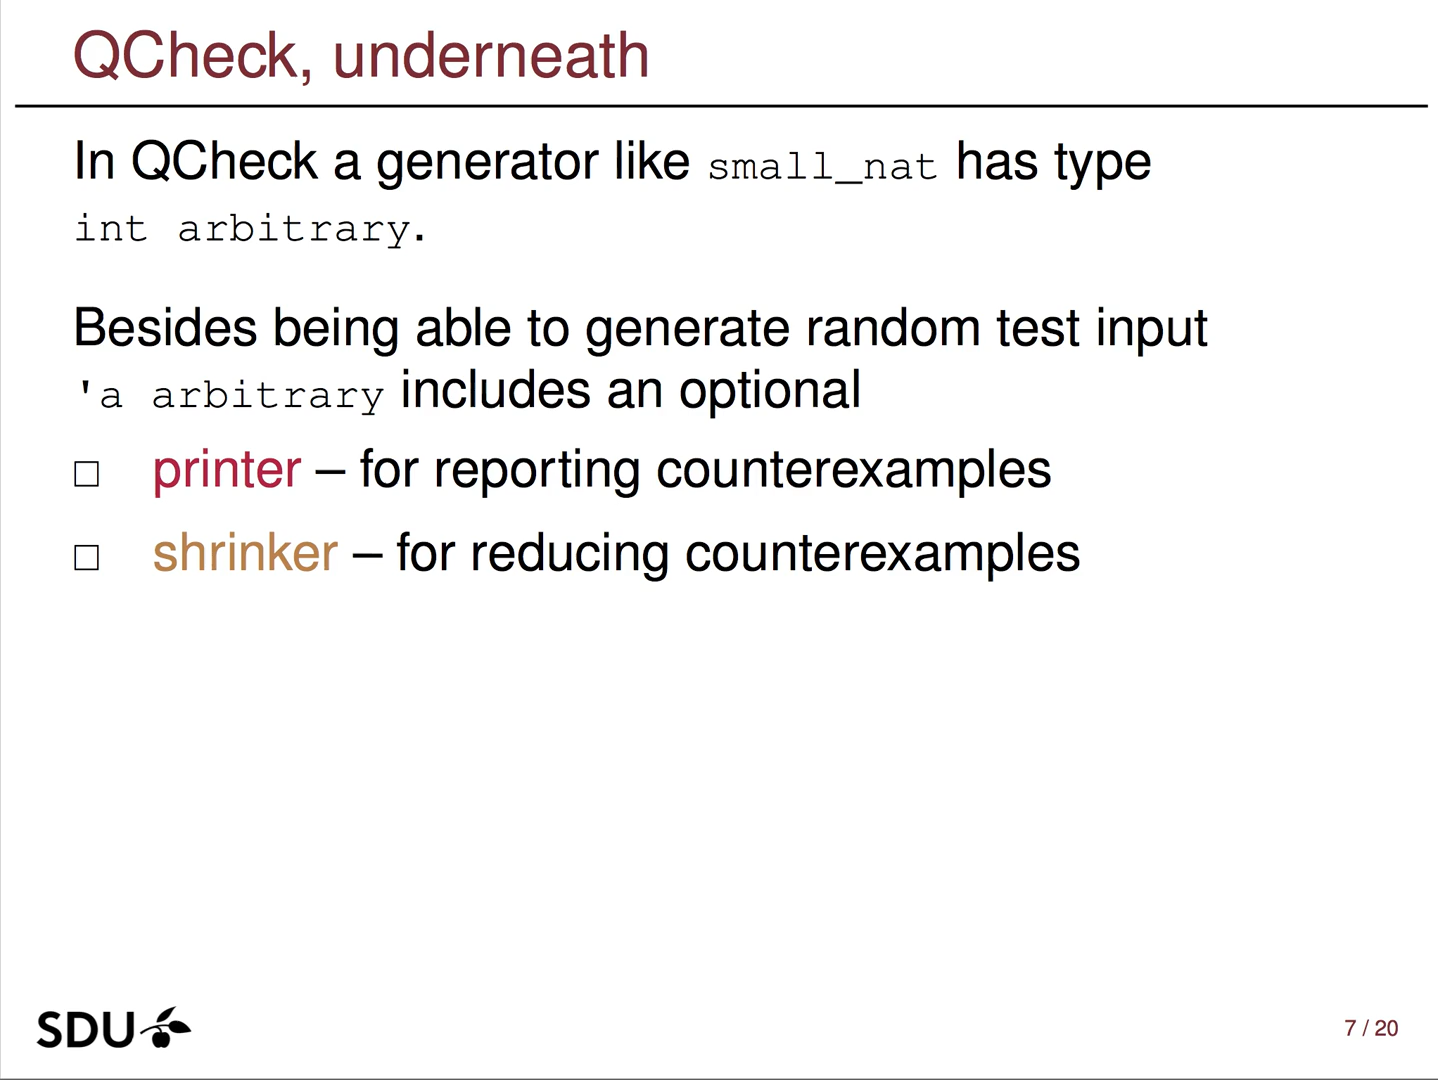 QCheck, underneath
In QCheck a generator like small_nat has type
int arbitrary.
Besides being able to generate random test input
'a arbitrary includes an optional
□ printer – for reporting counterexamples
□ shrinker – for reducing counterexamples
SDU
7 / 20